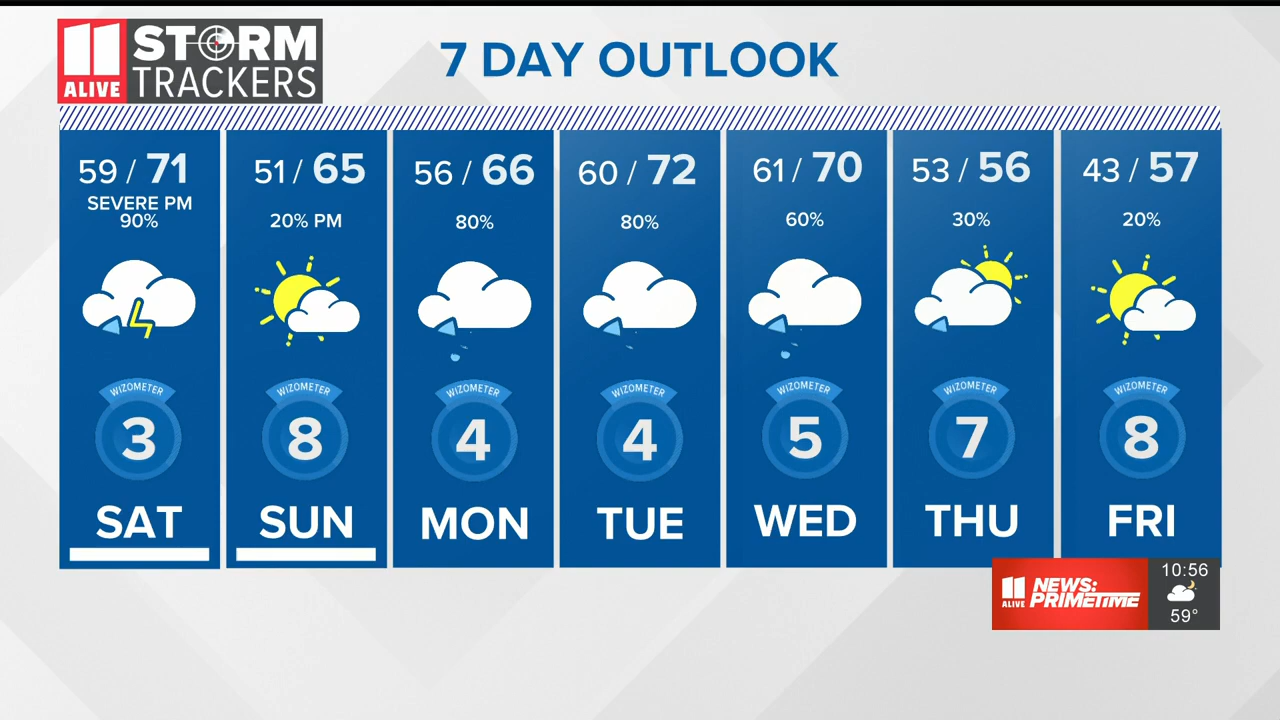 11 ALIVE STORM TRACKERS
7 DAY OUTLOOK
59 / 71
SEVERE PM
90%
WIZOMETER
3
SAT
51 / 65
20% PM
WIZOMETER
8
SUN
56 / 66
80%
WIZOMETER
4
MON
60 / 72
80%
WIZOMETER
4
TUE
61 / 70
60%
WIZOMETER
5
WED
53 / 56
30%
WIZOMETER
7
THU
43 / 57
20%
WIZOMETER
8
FRI
11 ALIVE
NEWS:
PRIMETIME
10:56
59°